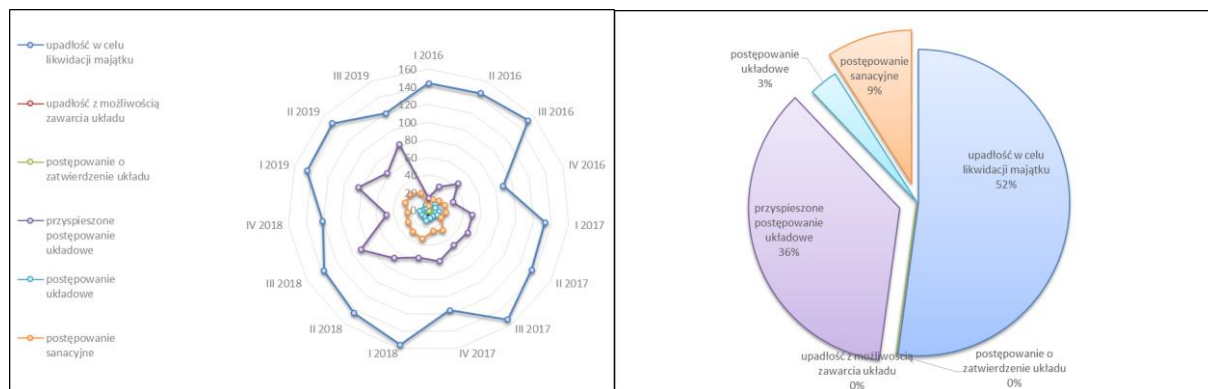 upadłość w celu
likwidacji majątku
upadłość z możliwością
zawarcia układu
postępowanie o
zatwierdzenie układu
przyspieszone
postępowanie
układowe
postępowanie
układowe
postępowanie
sanacyjne
I 2016
II 2016
III 2016
IV 2016
I 2017
II 2017
III 2017
IV 2017
I 2018
II 2018
III 2018
IV 2018
I 2019
II 2019
III 2019
160
140
120
100
80
60
40
20
0
postępowanie
układowe
3%
postępowanie
sanacyjne
9%
upadłość w celu
likwidacji majątku
52%
przyspieszone
postępowanie
układowe
36%
upadłość z możliwością
zawarcia układu
0%
postępowanie o
zatwierdzenie układu
0%